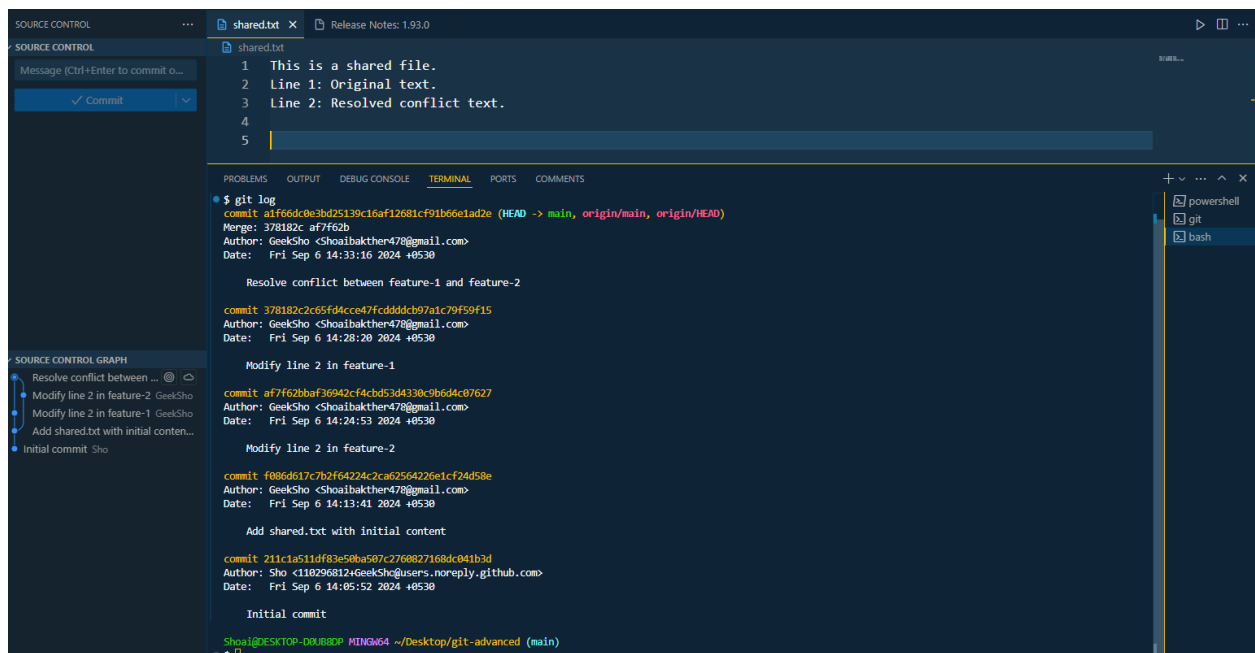 SOURCE CONTROL
SOURCE CONTROL
Message (Ctrl+Enter to commit o...
Commit
SOURCE CONTROL GRAPH
Resolve conflict between ...
Modify line 2 in feature-2 GeekSho
Modify line 2 in feature-1 GeekSho
Add shared.txt with initial conten...
Initial commit Sho
shared.txt
Release Notes: 1.93.0
shared.txt
1 This is a shared file.
2 Line 1: Original text.
3 Line 2: Resolved conflict text.
4
5
PROBLEMS OUTPUT DEBUG CONSOLE TERMINAL PORTS COMMENTS
$ git log
commit a1f66dc0e3bd25139c16af12681cf91b66e1ad2e (HEAD -> main, origin/main, origin/HEAD)
Merge: 378182c af7f62b
Author: GeekSho <Shoaibakther478@gmail.com>
Date: Fri Sep 6 14:33:16 2024 +0530
Resolve conflict between feature-1 and feature-2
commit 378182c2c65fd4cce47fcddddcb97a1c79f59f15
Author: GeekSho <Shoaibakther478@gmail.com>
Date: Fri Sep 6 14:28:20 2024 +0530
Modify line 2 in feature-1
commit af7f62bbaf36942cf4cbd53d4330c9b6d4c07627
Author: GeekSho <Shoaibakther478@gmail.com>
Date: Fri Sep 6 14:24:53 2024 +0530
Modify line 2 in feature-2
commit f086d617c7b2f64224c2ca62564226e1cf24d58e
Author: GeekSho <Shoaibakther478@gmail.com>
Date: Fri Sep 6 14:13:41 2024 +0530
Add shared.txt with initial content
commit 211c1a511df83e50ba507c2760827168dc041b3d
Author: Sho <110296812+GeekSho@users.noreply.github.com>
Date: Fri Sep 6 14:05:52 2024 +0530
Initial commit
Shoai@DESKTOP-D0UB8DP MINGW64 ~/Desktop/git-advanced (main)
$
powershell
git
bash